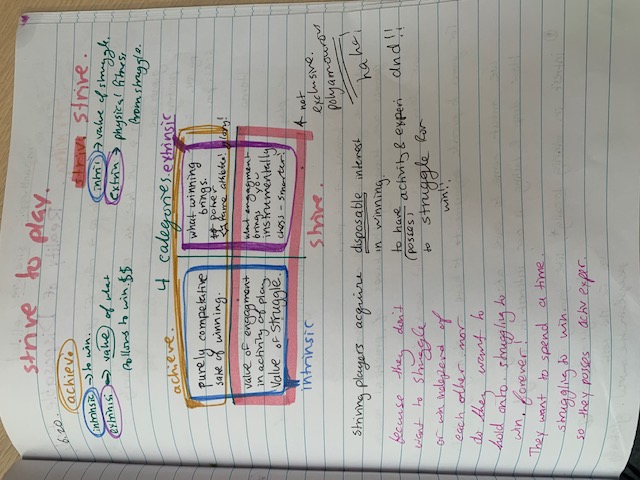 strive to play.
6.20.
achieve
intrinsic → to win.
extrinsi → value of what
follows to win. $$
strive strive.
intri → value of struggle.
extrin → physical fitness
from struggle.
4 categories.
achieve.
extrinsic
purely competative
sake of winning.
what winning
brings.
power
fame athlete! glory!
value of engagment
in activity of play.
value of struggle.
what engagment
brings you
instrumentally
chess - smarter!
intrinsic
strive.
not
exclusive.
polyamourous
haha!
dnd!!
striving players acquire disposable interest
in winning.
to have
(posses) activity & experi
to struggle for
win!!
because they don't
want to struggle
or win independ of
each other. nor
do they want to
hold onto struggling to
win. forever!
They want to spend a time.
struggling to win.
so they posses activ exper.